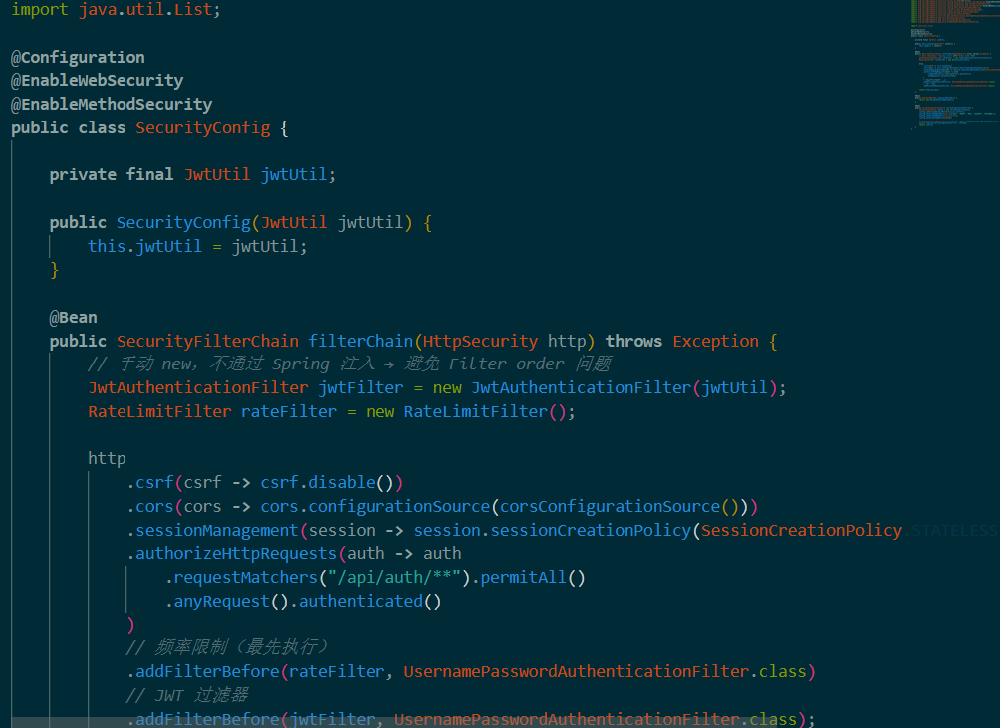 import java.util.List;
@Configuration
@EnableWebSecurity
@EnableMethodSecurity
public class SecurityConfig {
private final JwtUtil jwtUtil;
public SecurityConfig(JwtUtil jwtUtil) {
this.jwtUtil = jwtUtil;
}
@Bean
public SecurityFilterChain filterChain(HttpSecurity http) throws Exception {
// 手动 new，不通过 Spring 注入 → 避免 Filter order 问题
JwtAuthenticationFilter jwtFilter = new JwtAuthenticationFilter(jwtUtil);
RateLimitFilter rateFilter = new RateLimitFilter();
http
.csrf(csrf -> csrf.disable())
.cors(cors -> cors.configurationSource(corsConfigurationSource()))
.sessionManagement(session -> session.sessionCreationPolicy(SessionCreationPolicy.STATELESS
.authorizeHttpRequests(auth -> auth
.requestMatchers("/api/auth/**").permitAll()
.anyRequest().authenticated()
)
// 频率限制（最先执行）
.addFilterBefore(rateFilter, UsernamePasswordAuthenticationFilter.class)
// JWT 过滤器
.addFilterBefore(jwtFilter, UsernamePasswordAuthenticationFilter.class);